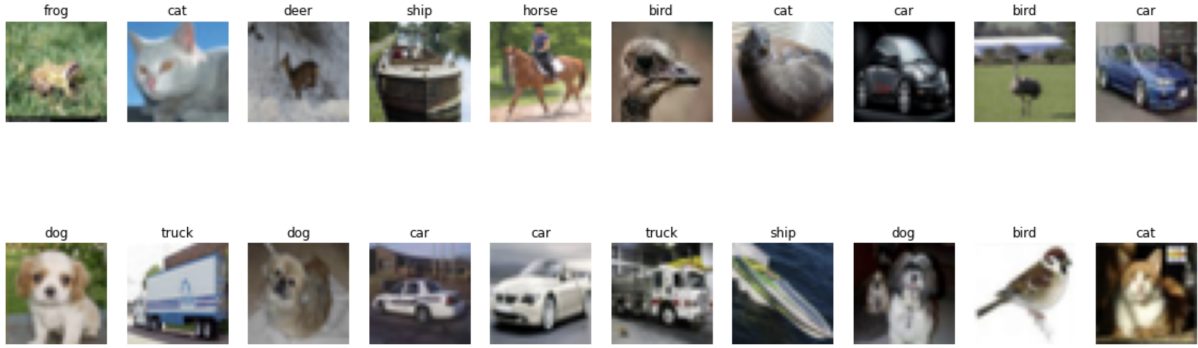 frog cat deer ship horse bird cat car bird car
dog truck dog car car truck ship dog bird cat